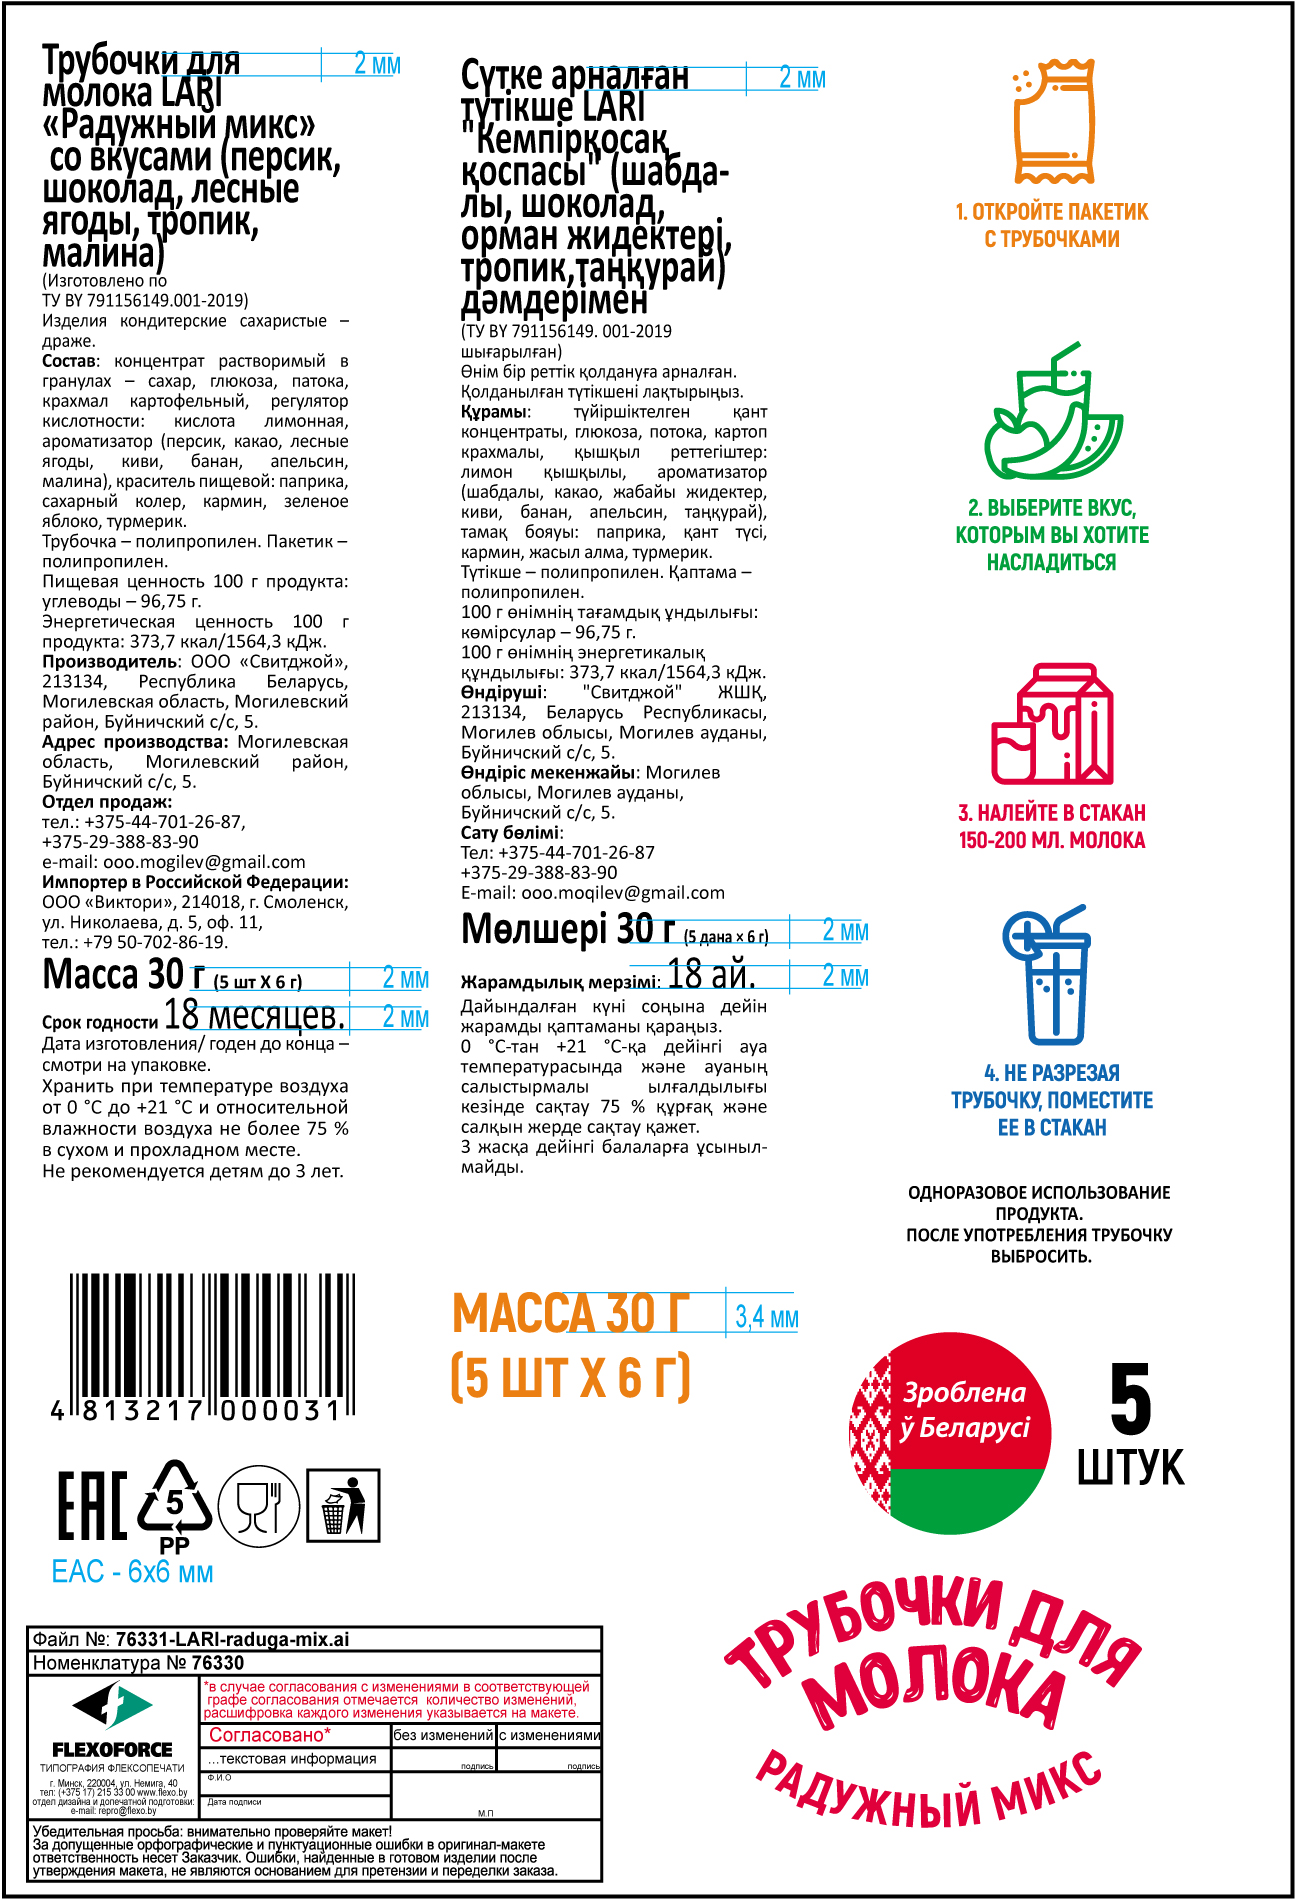 Трубочки для
молока LARI
«Радужный микс»
со вкусами (персик,
шоколад, лесные
ягоды, тропик,
малина)
2 мм
(Изготовлено по
ТУ BY 791156149.001-2019)
Изделия кондитерские сахаристые –
драже.
Состав: концентрат растворимый в
гранулах – сахар, глюкоза, патока,
крахмал картофельный, регулятор
кислотности: кислота лимонная,
ароматизатор (персик, какао, лесные
ягоды, киви, банан, апельсин,
малина), краситель пищевой: паприка,
сахарный колер, кармин, зеленое
яблоко, турмерик.
Трубочка – полипропилен. Пакетик –
полипропилен.
Пищевая ценность 100 г продукта:
углеводы – 96,75 г.
Энергетическая ценность 100 г
продукта: 373,7 ккал/1564,3 кДж.
Производитель: ООО «Свитджой»,
213134, Республика Беларусь,
Могилевская область, Могилевский
район, Буйничский с/с, 5.
Адрес производства: Могилевская
область, Могилевский район,
Буйничский с/с, 5.
Отдел продаж:
тел.: +375-44-701-26-87,
+375-29-388-83-90
e-mail: ooo.mogilev@gmail.com
Импортер в Российской Федерации:
ООО «Виктори», 214018, г. Смоленск,
ул. Николаева, д. 5, оф. 11,
тел.: +79 50-702-86-19.
Масса 30 г (5 шт Х 6 г) 2 мм
Срок годности 18 месяцев. 2 мм
Дата изготовления/ годен до конца –
смотри на упаковке.
Хранить при температуре воздуха
от 0 °С до +21 °С и относительной
влажности воздуха не более 75 %
в сухом и прохладном месте.
Не рекомендуется детям до 3 лет.
Сүтке арналған
түтікше LARI
"Кемпірқосақ
қоспасы" (шабда-
лы, шоколад,
орман жидектері,
тропик,таңқурай)
дәмдерімен
2 мм
(ТУ BY 791156149. 001-2019
шығарылған)
Өнім бір реттік қолдануға арналған.
Қолданылған түтікшені лақтырыңыз.
Құрамы: түйіршіктелген қант
концентраты, глюкоза, потока, картоп
крахмалы, қышқыл реттегіштер:
лимон қышқылы, ароматизатор
(шабдалы, какао, жабайы жидектер,
киви, банан, апельсин, таңқурай),
тамақ бояуы: паприка, қант түсі,
кармин, жасыл алма, турмерик.
Түтікше – полипропилен. Қаптама –
полипропилен.
100 г өнімнің тағамдық ұндылығы:
көмірсулар – 96,75 г.
100 г өнімнің энергетикалық
құндылығы: 373,7 ккал/1564,3 кДж.
Өндіруші: "Свитджой" ЖШҚ,
213134, Беларусь Республикасы,
Могилев облысы, Могилев ауданы,
Буйничский с/с, 5.
Өндіріс мекенжайы: Могилев
облысы, Могилев ауданы,
Буйничский с/с, 5.
Сату бөлімі:
Тел: +375-44-701-26-87
+375-29-388-83-90
E-mail: ooo.moqilev@gmail.com
Мөлшері 30 г (5 дана × 6 г) 2 мм
Жарамдылық мерзімі: 18 ай. 2 мм
Дайындалған күні соңына дейін
жарамды қаптаманы қараңыз.
0 °С-тан +21 °С-қа дейінгі ауа
температурасында және ауаның
салыстырмалы ылғалдылығы
кезінде сақтау 75 % құрғақ және
салқын жерде сақтау қажет.
3 жасқа дейінгі балаларға ұсыныл-
майды.
1. ОТКРОЙТЕ ПАКЕТИК
С ТРУБОЧКАМИ
2. ВЫБЕРИТЕ ВКУС,
КОТОРЫМ ВЫ ХОТИТЕ
НАСЛАДИТЬСЯ
3. НАЛЕЙТЕ В СТАКАН
150-200 МЛ. МОЛОКА
4. НЕ РАЗРЕЗАЯ
ТРУБОЧКУ, ПОМЕСТИТЕ
ЕЕ В СТАКАН
ОДНОРАЗОВОЕ ИСПОЛЬЗОВАНИЕ
ПРОДУКТА.
ПОСЛЕ УПОТРЕБЛЕНИЯ ТРУБОЧКУ
ВЫБРОСИТЬ.
4 813217 000031
МАССА 30 Г 3,4 мм
(5 ШТ Х 6 Г)
Зроблена
ў Беларусі
5
ШТУК
EAC
5
PP
EAC - 6x6 мм
ТРУБОЧКИ ДЛЯ
МОЛОКА
РАДУЖНЫЙ МИКС
Файл №: 76331-LARI-raduga-mix.ai
Номенклатура № 76330
FLEXOFORCE
ТИПОГРАФИЯ ФЛЕКСОПЕЧАТИ
г. Минск, 220004, ул. Немига, 40
тел: (+375 17) 215 33 00 www.flexo.by
отдел дизайна и допечатной подготовки:
e-mail: repro@flexo.by
*в случае согласования с изменениями в соответствующей
графе согласования отмечается количество изменений,
расшифровка каждого изменения указывается на макете.
Согласовано* без изменений с изменениями
...текстовая информация подпись подпись
Ф.И.О
Дата подписи
М.П
Убедительная просьба: внимательно проверяйте макет!
За допущенные орфографические и пунктуационные ошибки в оригинал-макете
ответственность несет Заказчик. Ошибки, найденные в готовом изделии после
утверждения макета, не являются основанием для претензии и переделки заказа.